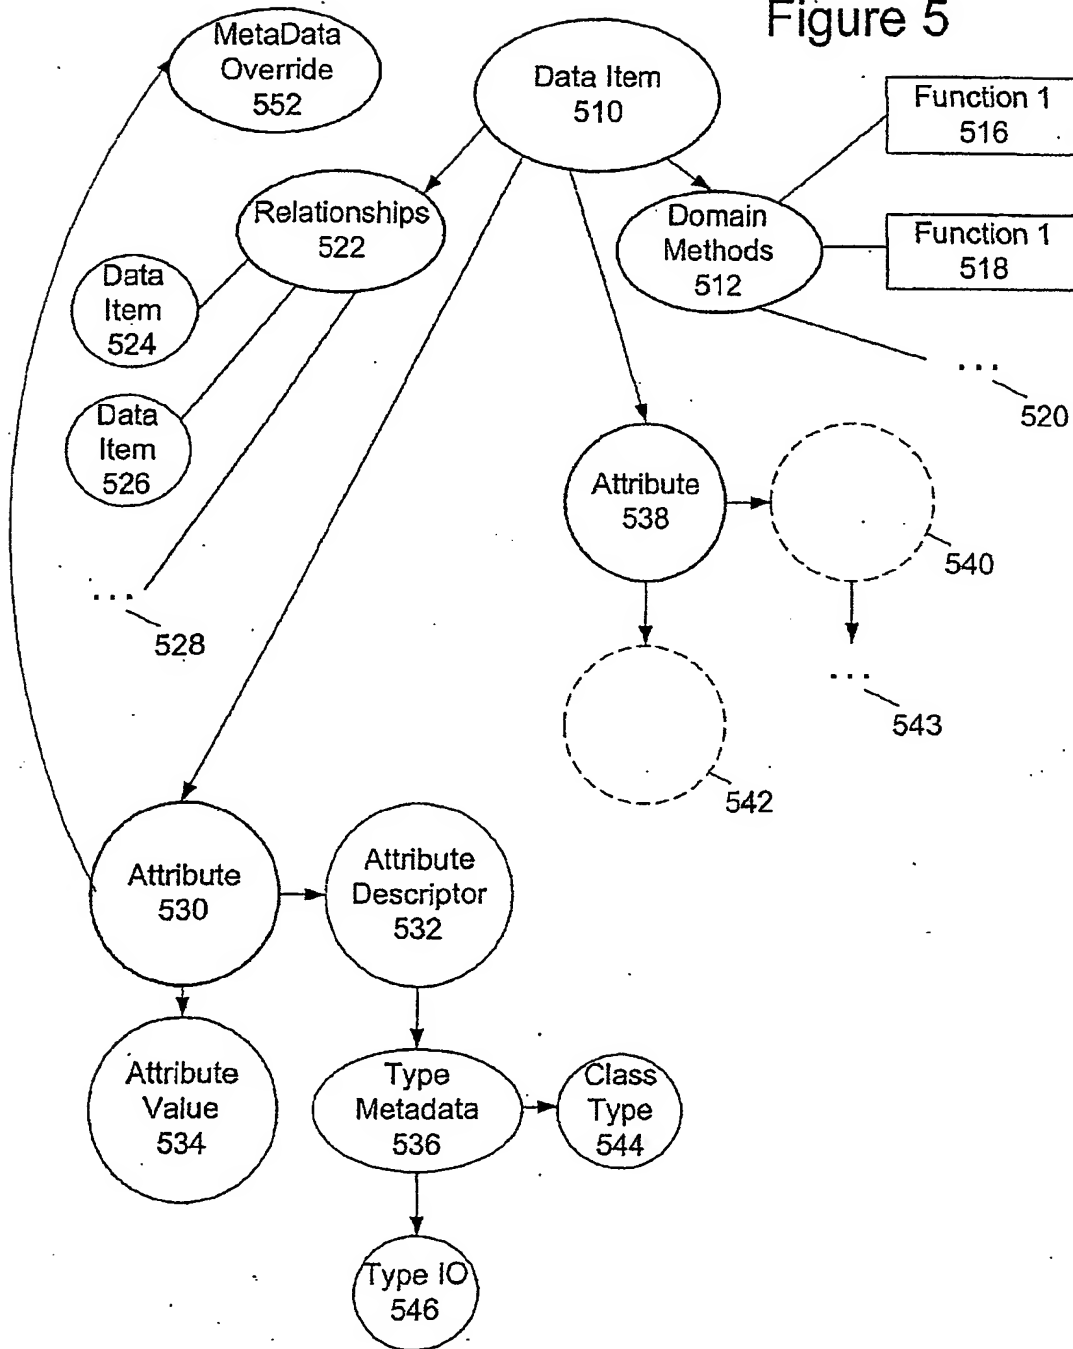 Figure 5
MetaData
Override
552
Data Item
510
Function 1
516
Relationships
522
Domain
Methods
512
Function 1
518
Data
Item
524
...
520
Data
Item
526
Attribute
538
540
...
528
...
543
542
Attribute
530
Attribute
Descriptor
532
Attribute
Value
534
Type
Metadata
536
Class
Type
544
Type IO
546